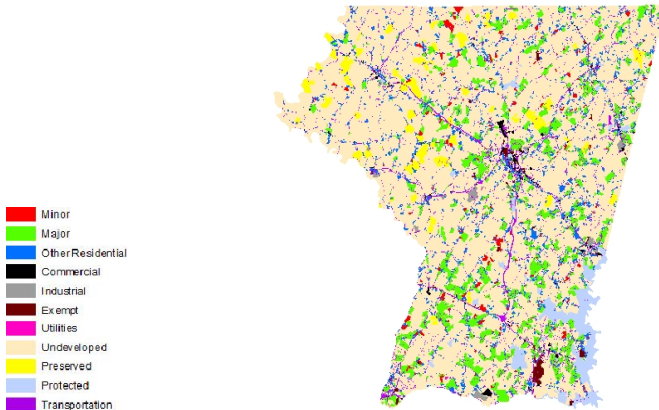 Minor
Major
Other Residential
Commercial
Industrial
Exempt
Utilities
Undeveloped
Preserved
Protected
Transportation